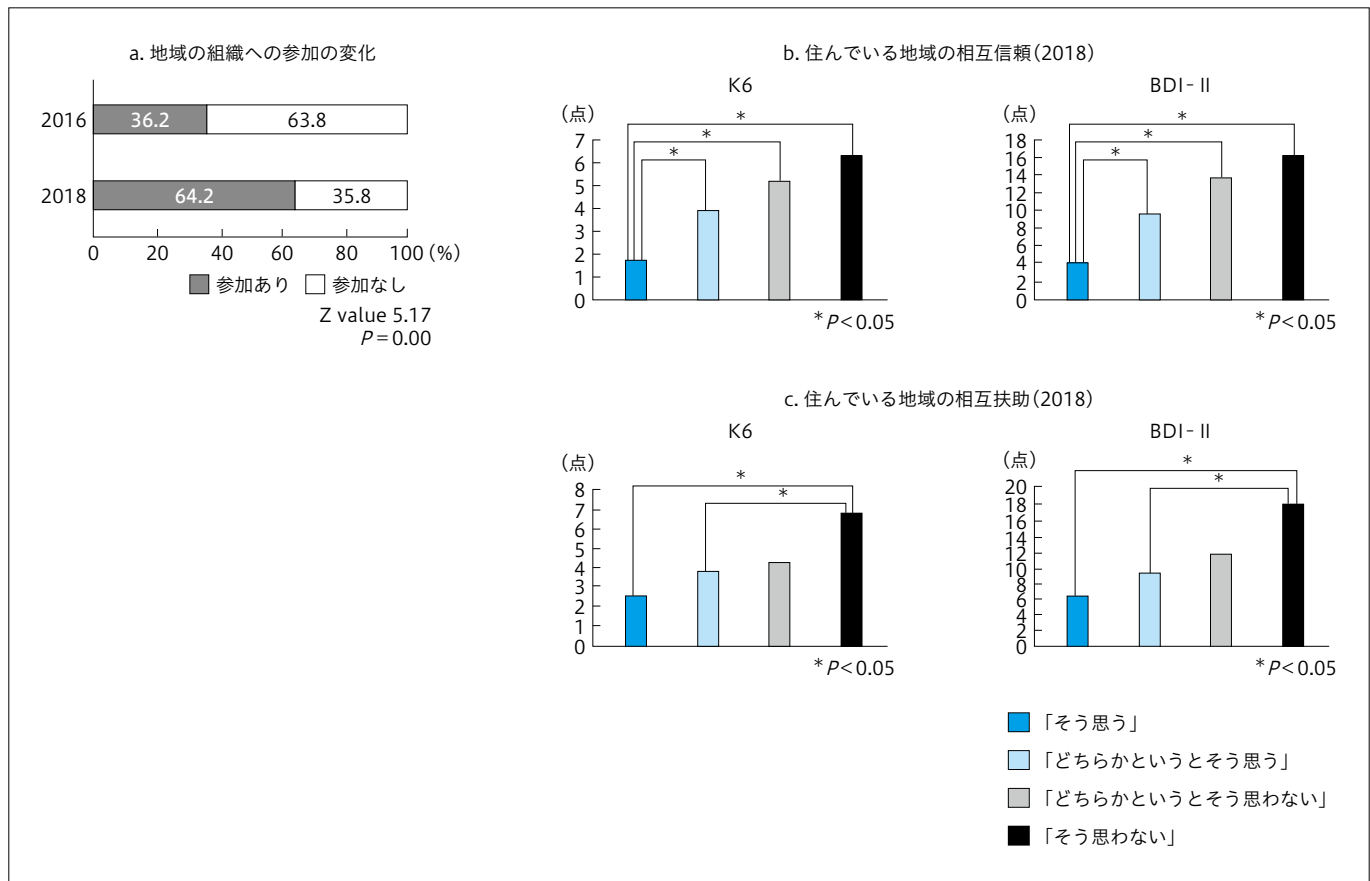 a. 地域の組織への参加の変化
2016
36.2
63.8
2018
64.2
35.8
0 20 40 60 80 100 (%)
参加あり 参加なし
Z value 5.17
P=0.00
b. 住んでいる地域の相互信頼(2018)
K6
(点)
7
6
5
4
3
2
1
0
*
*
*
*P<0.05
BDI-II
(点)
18
16
14
12
10
8
6
4
2
0
*
*
*
*P<0.05
c. 住んでいる地域の相互扶助(2018)
K6
(点)
8
7
6
5
4
3
2
1
0
*
*
*P<0.05
BDI-II
(点)
20
18
16
14
12
10
8
6
4
2
0
*
*
*P<0.05
「そう思う」
「どちらかというとそう思う」
「どちらかというとそう思わない」
「そう思わない」